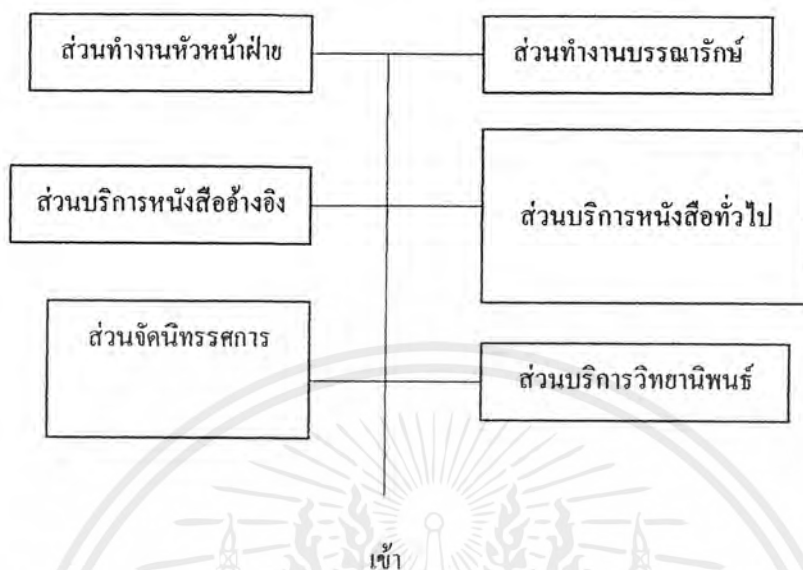 ส่วนทำงานหัวหน้าฝ่าย
ส่วนทำงานบรรณารักษ์
ส่วนบริการหนังสืออ้างอิง
ส่วนบริการหนังสือทั่วไป
ส่วนจัดนิทรรศการ
ส่วนบริการวิทยานิพนธ์
เข้า